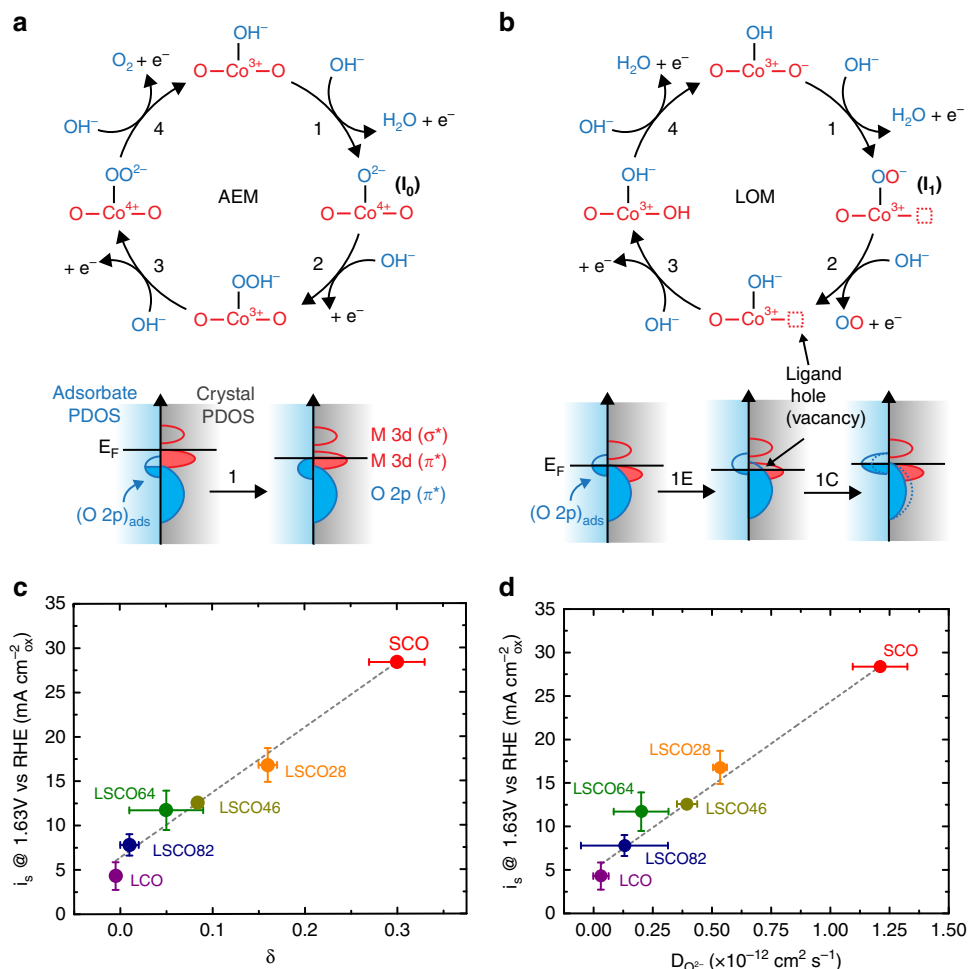 a
OH⁻
O₂ + e⁻
O—Co³⁺—O
OH⁻
OH⁻
4
1
H₂O + e⁻
OO²⁻
O²⁻
(I₀)
AEM
O—Co⁴⁺—O
O—Co⁴⁺—O
3
2
+ e⁻
OH⁻
OOH⁻
OH⁻
O—Co³⁺—O
+ e⁻
Adsorbate PDOS
Crystal PDOS
E_F
M 3d (σ*)
M 3d (π*)
O 2p (π*)
1
(O 2p)ads
b
OH
H₂O + e⁻
O—Co³⁺—O⁻
OH⁻
OH⁻
4
1
H₂O + e⁻
OH⁻
OO⁻
(I₁)
LOM
O—Co³⁺—OH
O—Co³⁺—
3
2
+ e⁻
OH⁻
OH⁻
OH⁻
O—Co³⁺—
OO + e⁻
Ligand
hole
(vacancy)
E_F
1E
1C
(O 2p)ads
c
i_s @ 1.63V vs RHE (mA cm⁻²ox)
35
30
25
20
15
10
5
0
SCO
LSCO28
LSCO64
LSCO46
LSCO82
LCO
0.0
0.1
0.2
0.3
δ
d
i_s @ 1.63V vs RHE (mA cm⁻²ox)
35
30
25
20
15
10
5
0
SCO
LSCO28
LSCO64
LSCO46
LSCO82
LCO
0.00
0.25
0.50
0.75
1.00
1.25
1.50
D_O²⁻ (×10⁻¹² cm² s⁻¹)